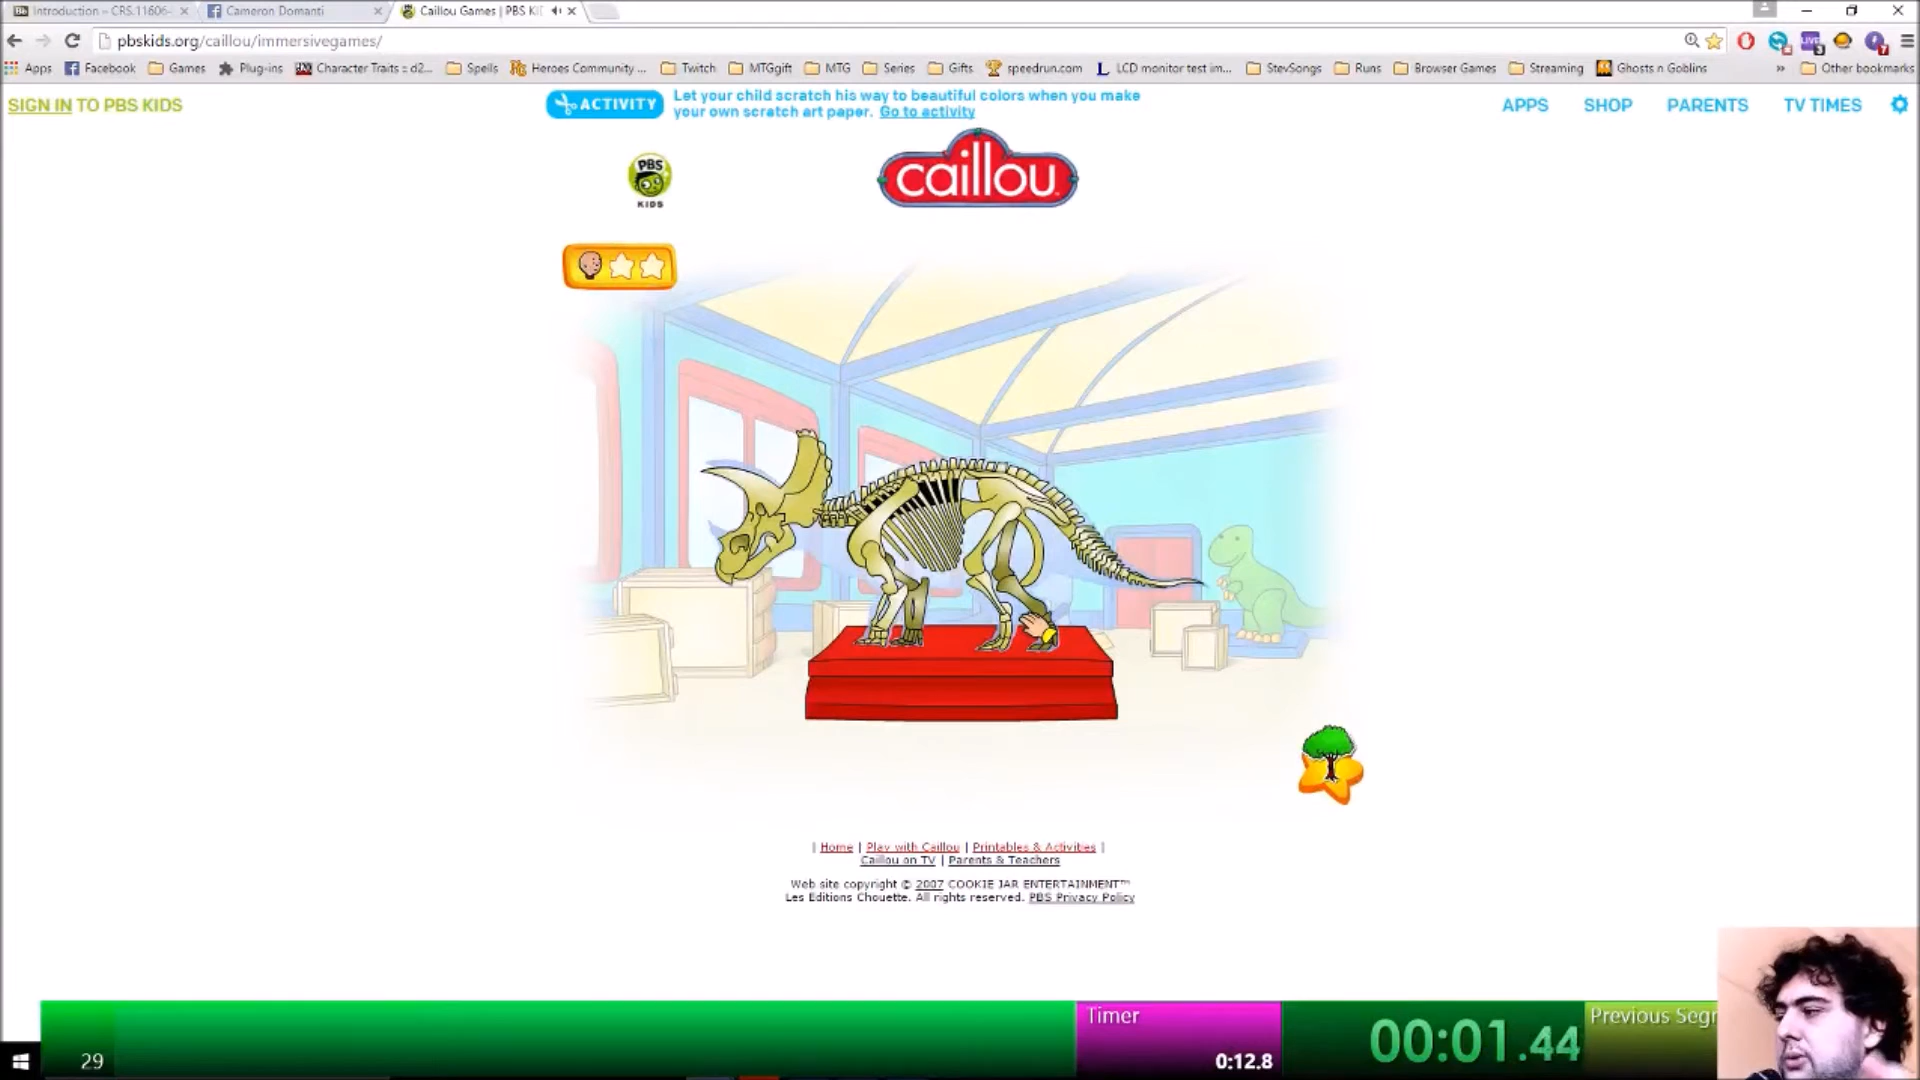 Introduction – CRS.11606-
Cameron Domanti
Caillou Games | PBS KI
pbskids.org/caillou/immersivegames/
Apps
Facebook
Games
Plug-ins
Character Traits :: d2...
Spells
Heroes Community ...
Twitch
MTGgift
MTG
Series
Gifts
speedrun.com
LCD monitor test im...
StevSongs
Runs
Browser Games
Streaming
Ghosts n Goblins
»
Other bookmarks
SIGN IN TO PBS KIDS
ACTIVITY
Let your child scratch his way to beautiful colors when you make
your own scratch art paper. Go to activity
APPS
SHOP
PARENTS
TV TIMES
PBS
KIDS
caillou
| Home | Play with Caillou | Printables & Activities |
Caillou on TV | Parents & Teachers
Web site copyright © 2007 COOKIE JAR ENTERTAINMENT™
Les Editions Chouette. All rights reserved. PBS Privacy Policy
29
Timer
0:12.8
00:01.44
Previous Segr